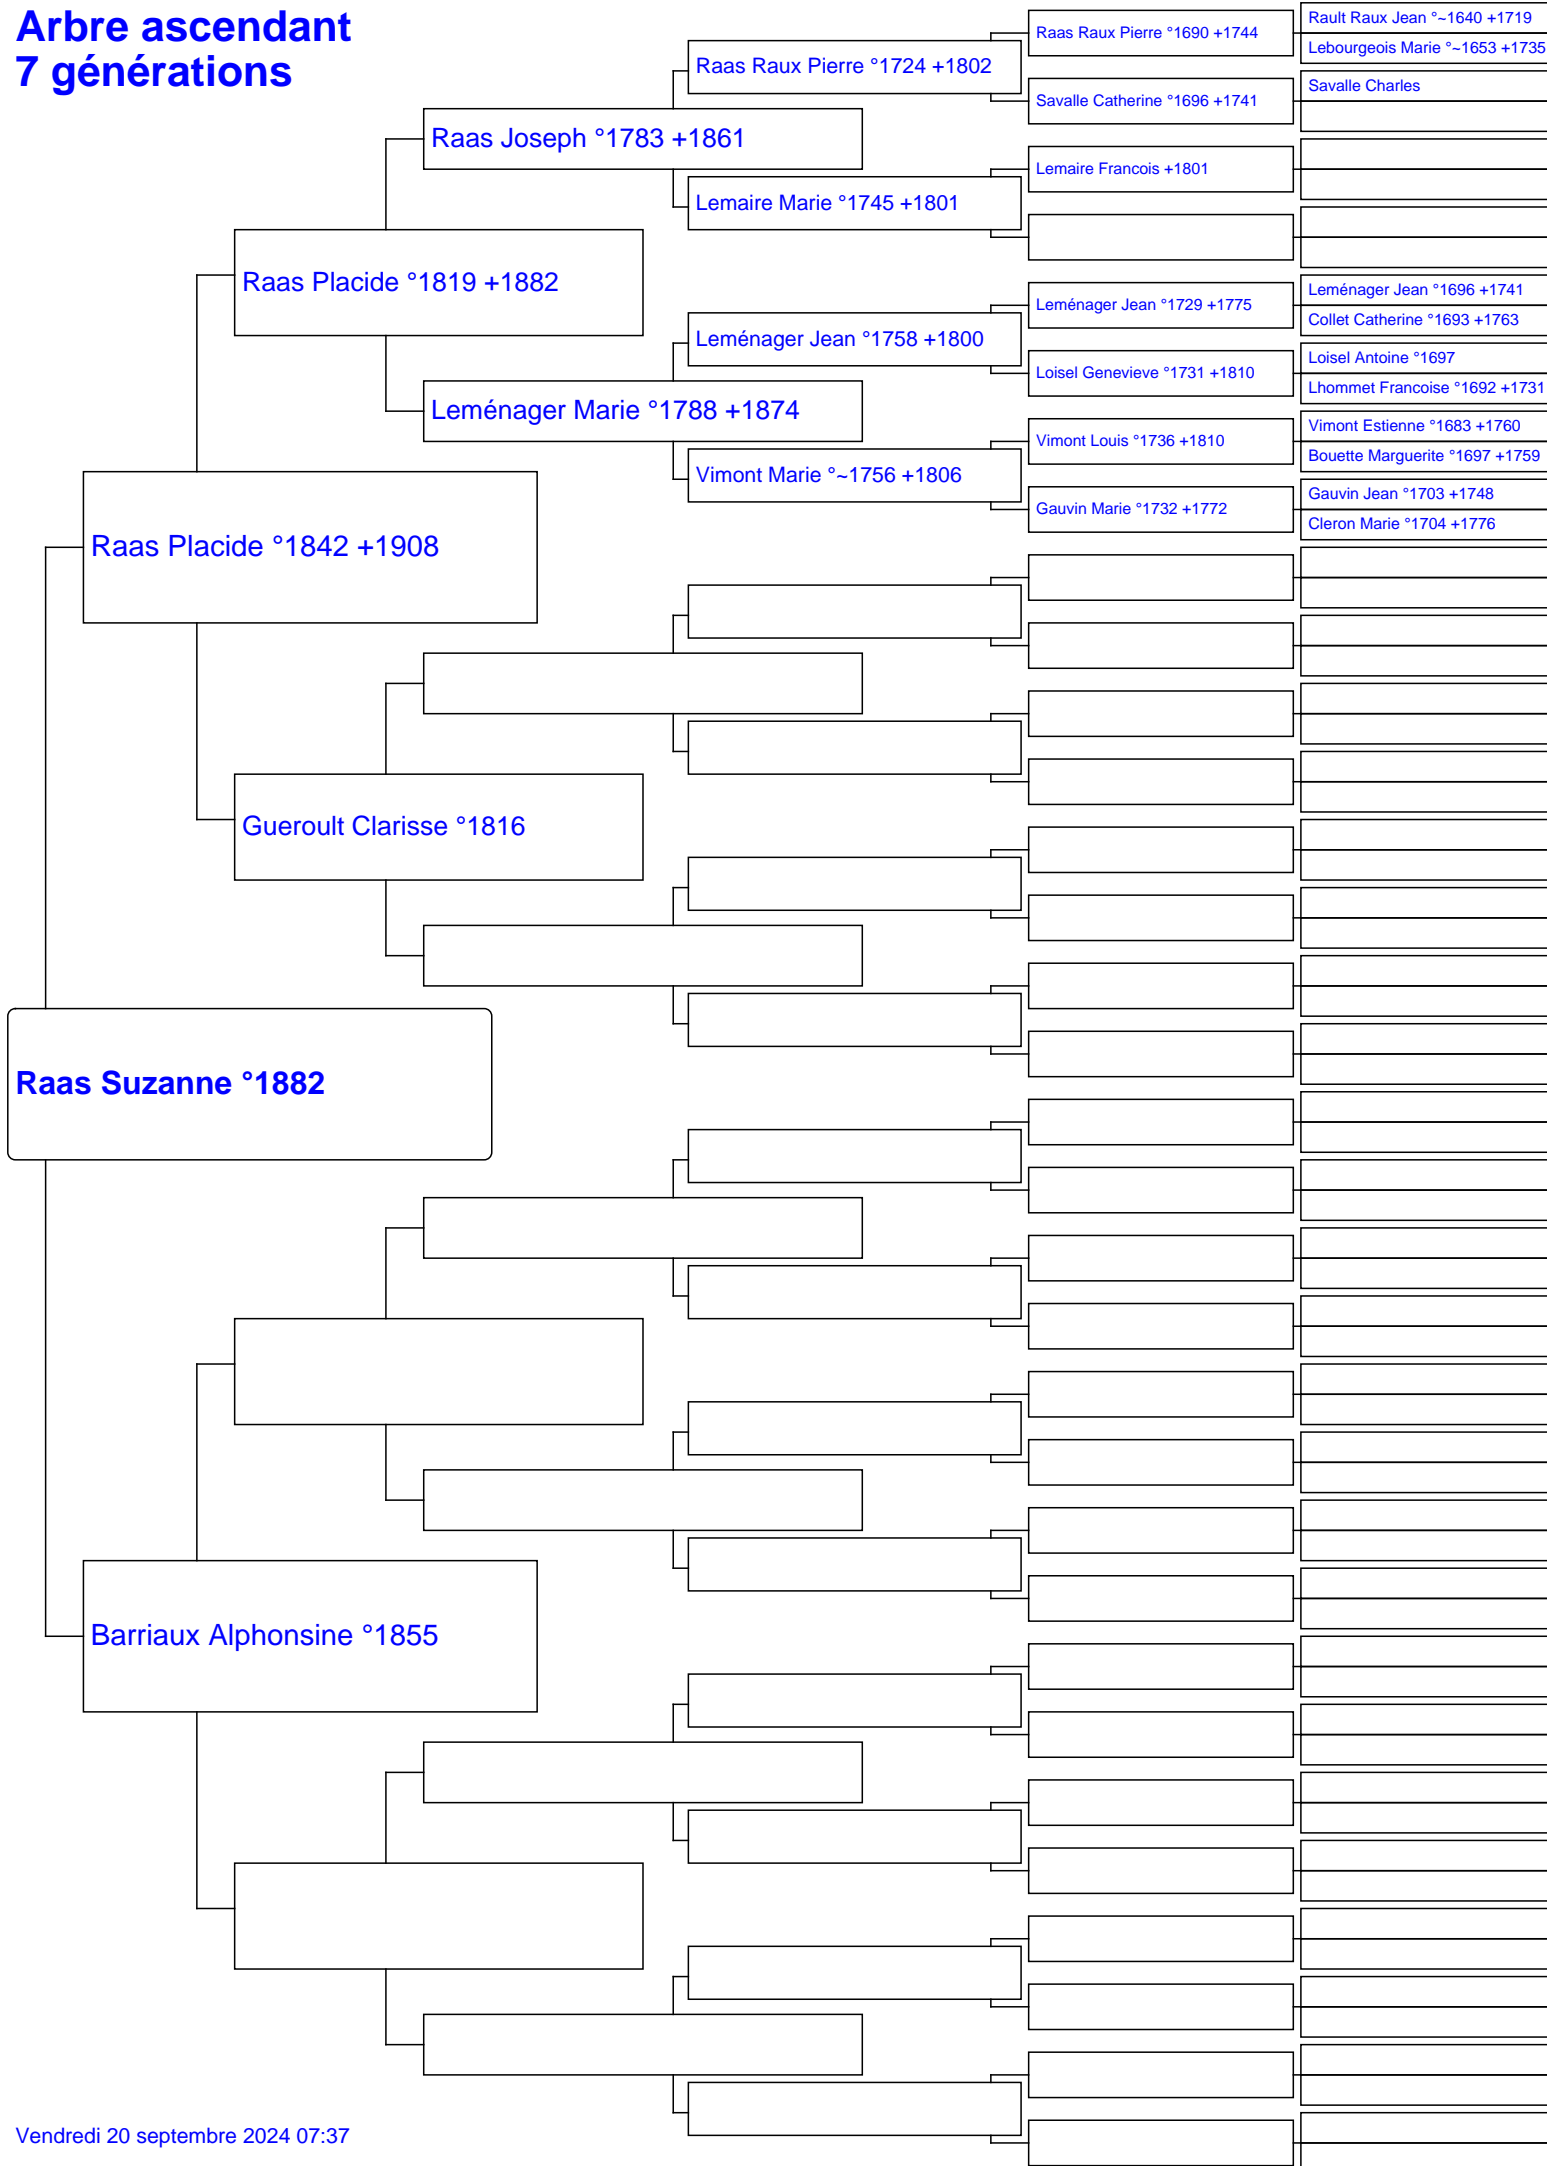 Arbre ascendant
7 générations
Rault Raux Jean °~1640 +1719
Raas Raux Pierre °1690 +1744
Lebourgeois Marie °~1653 +1735
Raas Raux Pierre °1724 +1802
Savalle Charles
Savalle Catherine °1696 +1741
Raas Joseph °1783 +1861
Lemaire Francois +1801
Lemaire Marie °1745 +1801
Raas Placide °1819 +1882
Leménager Jean °1696 +1741
Leménager Jean °1729 +1775
Collet Catherine °1693 +1763
Leménager Jean °1758 +1800
Loisel Antoine °1697
Loisel Genevieve °1731 +1810
Lhommet Francoise °1692 +1731
Leménager Marie °1788 +1874
Vimont Estienne °1683 +1760
Vimont Louis °1736 +1810
Bouette Marguerite °1697 +1759
Vimont Marie °~1756 +1806
Gauvin Jean °1703 +1748
Gauvin Marie °1732 +1772
Cleron Marie °1704 +1776
Raas Placide °1842 +1908
Gueroult Clarisse °1816
Raas Suzanne °1882
Barriaux Alphonsine °1855
Vendredi 20 septembre 2024 07:37